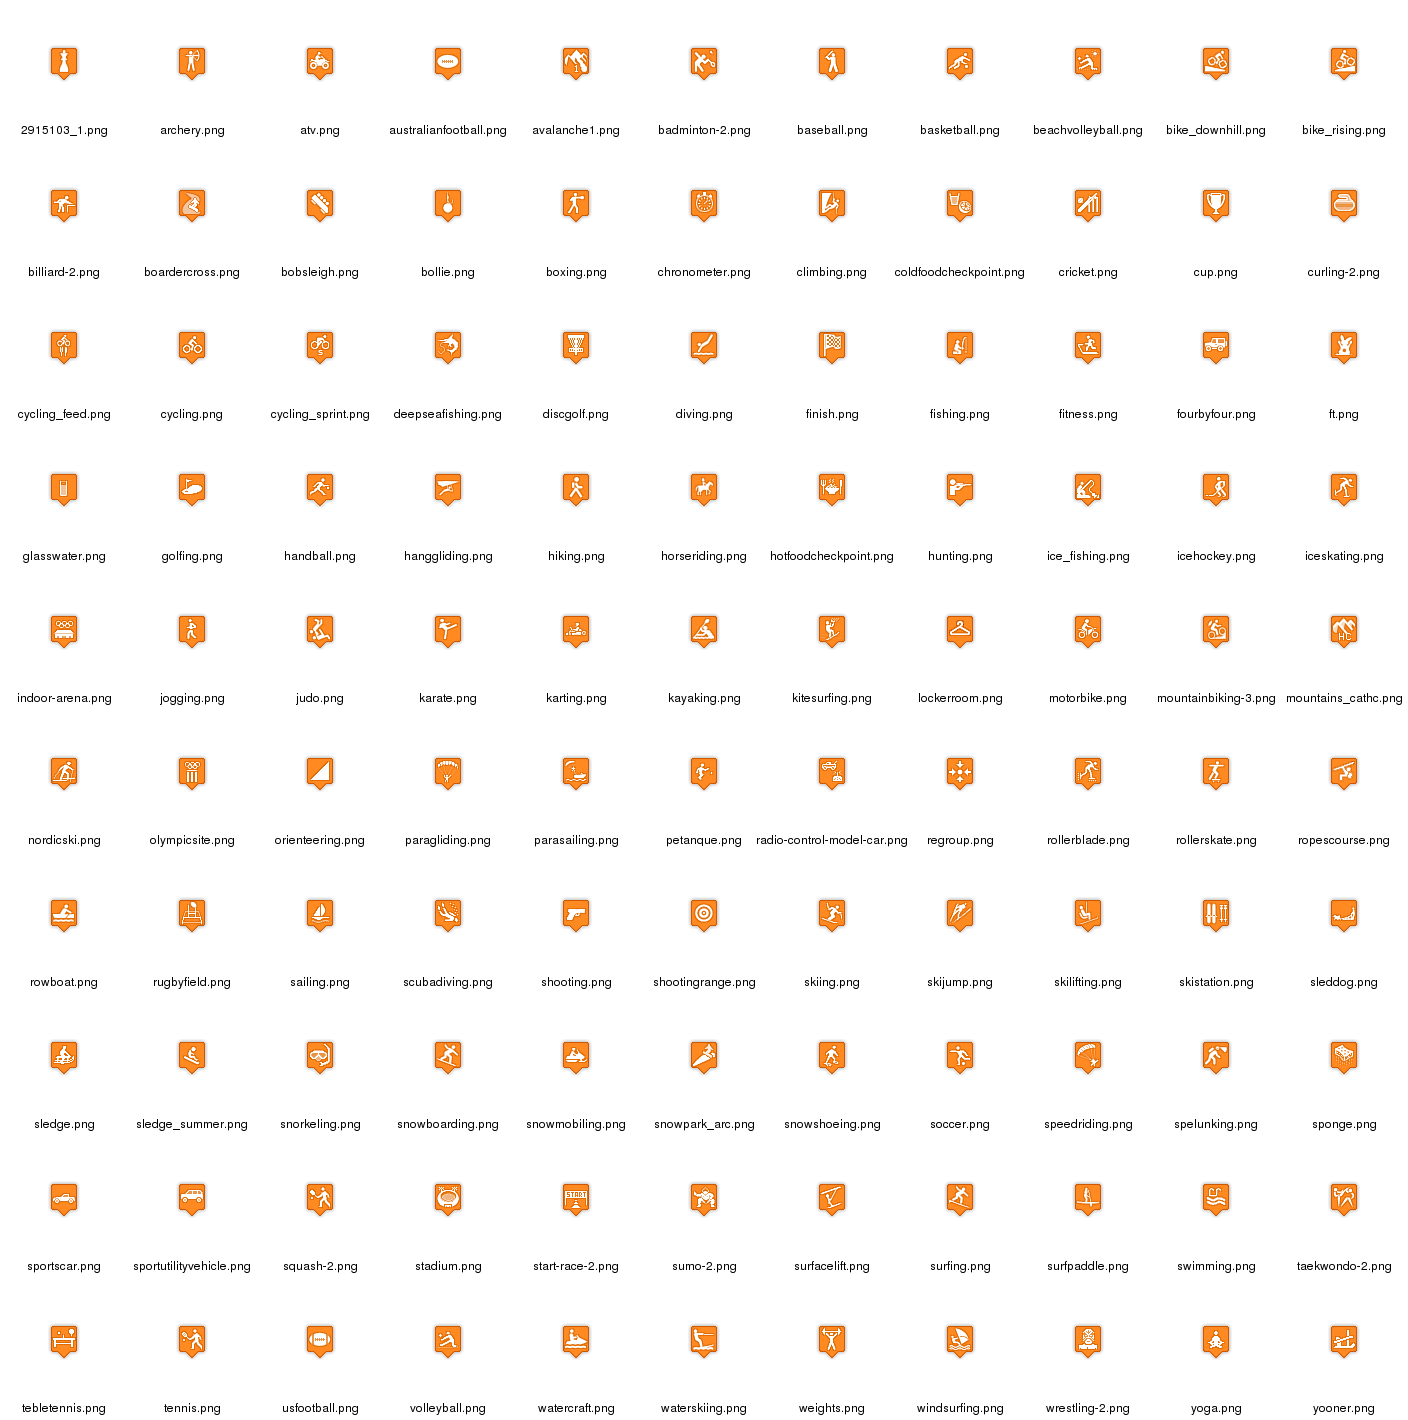 2915103_1.png archery.png atv.png australianfootball.png avalanche1.png badminton-2.png baseball.png basketball.png beachvolleyball.png bike_downhill.png bike_rising.png
billiard-2.png boardercross.png bobsleigh.png bollie.png boxing.png chronometer.png climbing.png coldfoodcheckpoint.png cricket.png cup.png curling-2.png
S
cycling_feed.png cycling.png cycling_sprint.png deepseafishing.png discgolf.png diving.png finish.png fishing.png fitness.png fourbyfour.png ft.png
glasswater.png golfing.png handball.png hanggliding.png hiking.png horseriding.png hotfoodcheckpoint.png hunting.png ice_fishing.png icehockey.png iceskating.png
HC
indoor-arena.png jogging.png judo.png karate.png karting.png kayaking.png kitesurfing.png lockerroom.png motorbike.png mountainbiking-3.png mountains_cathc.png
nordicski.png olympicsite.png orienteering.png paragliding.png parasailing.png petanque.png radio-control-model-car.png regroup.png rollerblade.png rollerskate.png ropescourse.png
rowboat.png rugbyfield.png sailing.png scubadiving.png shooting.png shootingrange.png skiing.png skijump.png skilifting.png skistation.png sleddog.png
sledge.png sledge_summer.png snorkeling.png snowboarding.png snowmobiling.png snowpark_arc.png snowshoeing.png soccer.png speedriding.png spelunking.png sponge.png
START
sportscar.png sportutilityvehicle.png squash-2.png stadium.png start-race-2.png sumo-2.png surfacelift.png surfing.png surfpaddle.png swimming.png taekwondo-2.png
tebletennis.png tennis.png usfootball.png volleyball.png watercraft.png waterskiing.png weights.png windsurfing.png wrestling-2.png yoga.png yooner.png